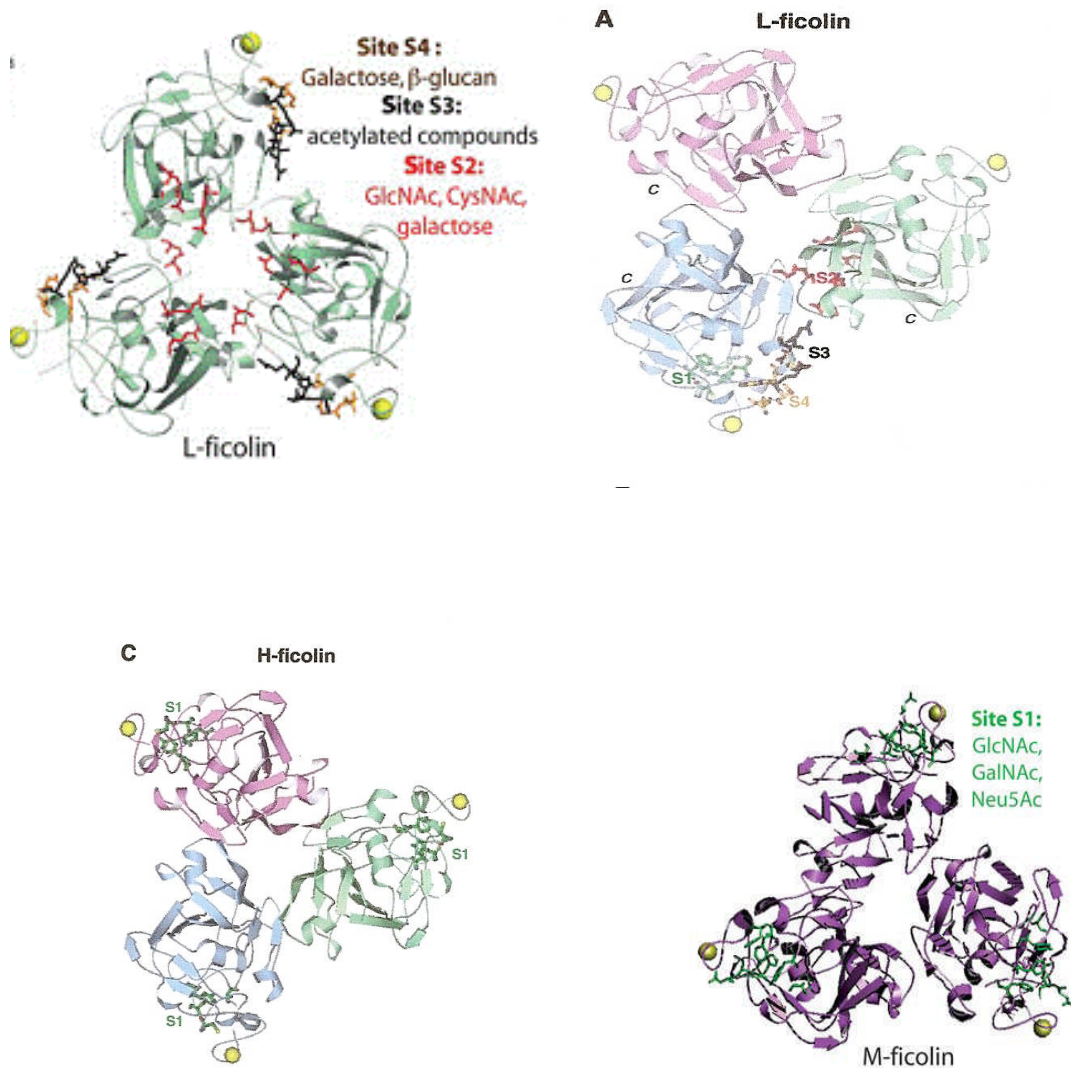 Site S4 :
Galactose, β-glucan
Site S3:
acetylated compounds
Site S2:
GlcNAc, CysNAc,
galactose
L-ficolin
A
L-ficolin
C
C
C
S2
S3
S1
S4
C
H-ficolin
S1
S1
S1
Site S1:
GlcNAc,
GalNAc,
Neu5Ac
M-ficolin